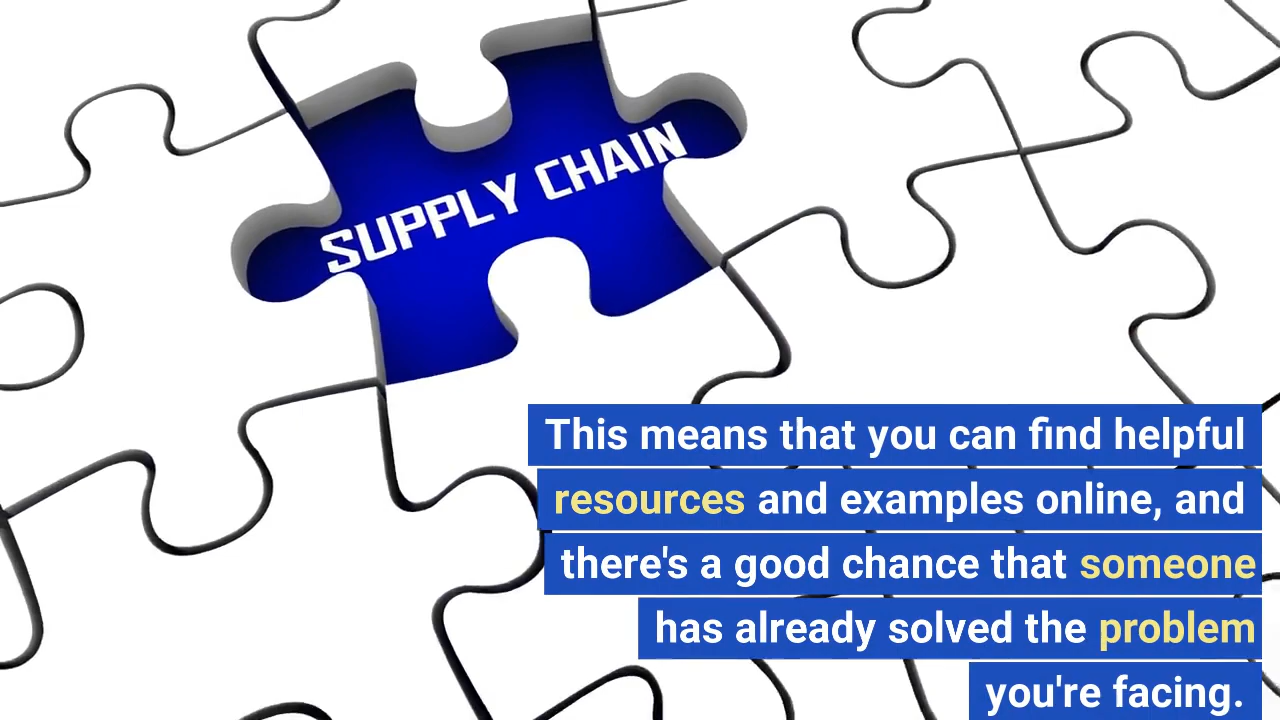 SUPPLY CHAIN
This means that you can find helpful
resources and examples online, and
there's a good chance that someone
has already solved the problem
you're facing.